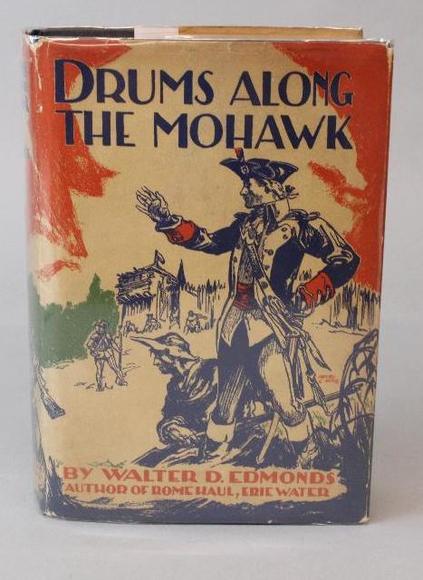 DRUMS ALONG
THE MOHAWK
BY WALTER D. EDMONDS
AUTHOR OF ROME HAUL, ERIE WATER